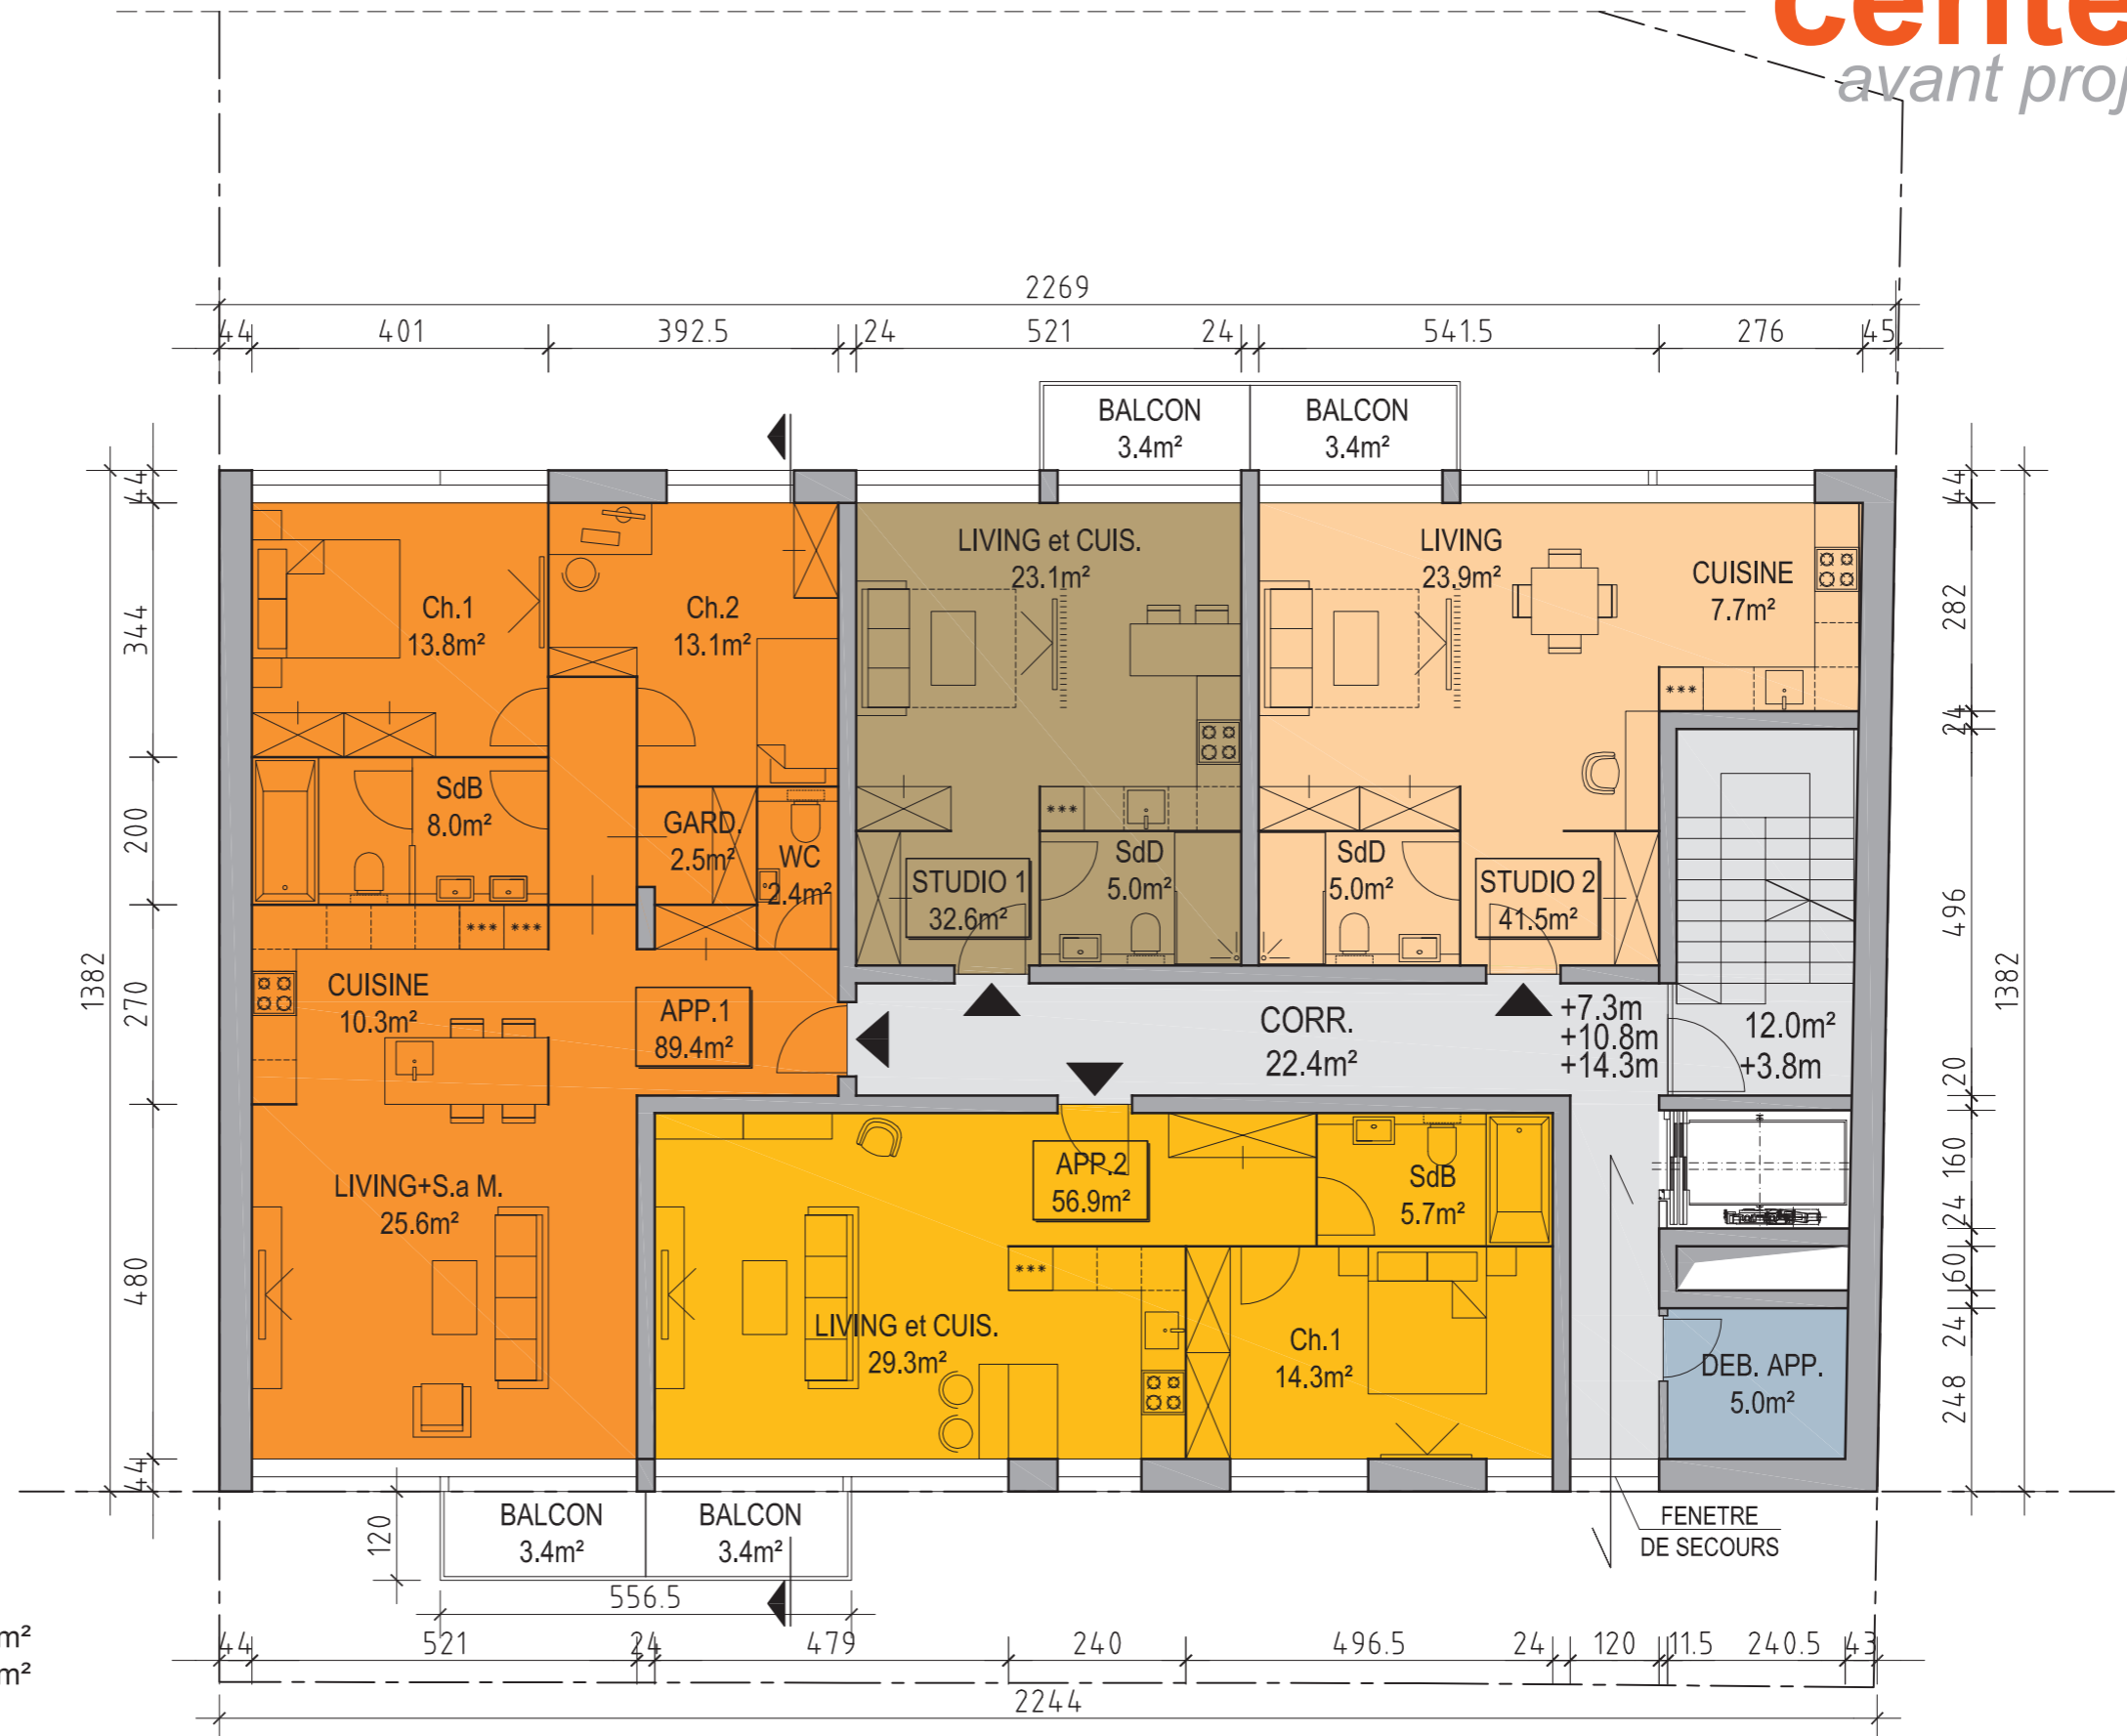 cente
avant proj
2269
44 401 392.5 24 521 24 541.5 276 45
BALCON
3.4m²
BALCON
3.4m²
44
344
200
270
480
44
1382
Ch.1
13.8m²
Ch.2
13.1m²
SdB
8.0m²
GARD.
2.5m²
WC
2.4m²
CUISINE
10.3m²
APP.1
89.4m²
LIVING+S.a M.
25.6m²
LIVING et CUIS.
23.1m²
STUDIO 1
32.6m²
SdD
5.0m²
LIVING
23.9m²
CUISINE
7.7m²
SdD
5.0m²
STUDIO 2
41.5m²
CORR.
22.4m²
+7.3m
+10.8m
+14.3m
12.0m²
+3.8m
APP.2
56.9m²
SdB
5.7m²
LIVING et CUIS.
29.3m²
Ch.1
14.3m²
DEB. APP.
5.0m²
44
282
24
496
120
160
24
60
24
248
1382
BALCON
3.4m²
BALCON
3.4m²
120
556.5
FENETRE
DE SECOURS
m²
m²
44 521 24 479 240 496.5 24 120 11.5 240.5 43
2244